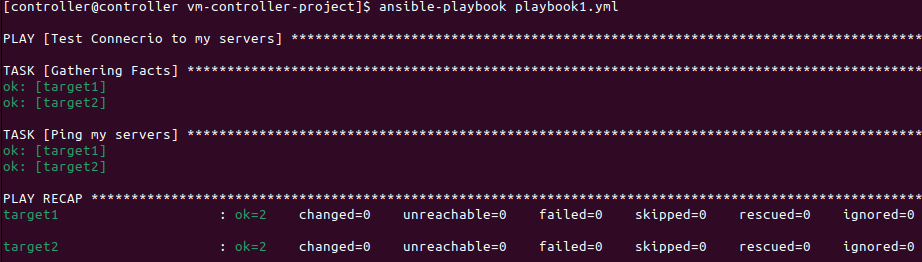 [controller@controller vm-controller-project]$ ansible-playbook playbook1.yml
PLAY [Test Connecrio to my servers] *******************************************************************************
TASK [Gathering Facts] ********************************************************************************************
ok: [target1]
ok: [target2]
TASK [Ping my servers] ********************************************************************************************
ok: [target1]
ok: [target2]
PLAY RECAP ********************************************************************************************************
target1 : ok=2 changed=0 unreachable=0 failed=0 skipped=0 rescued=0 ignored=0
target2 : ok=2 changed=0 unreachable=0 failed=0 skipped=0 rescued=0 ignored=0